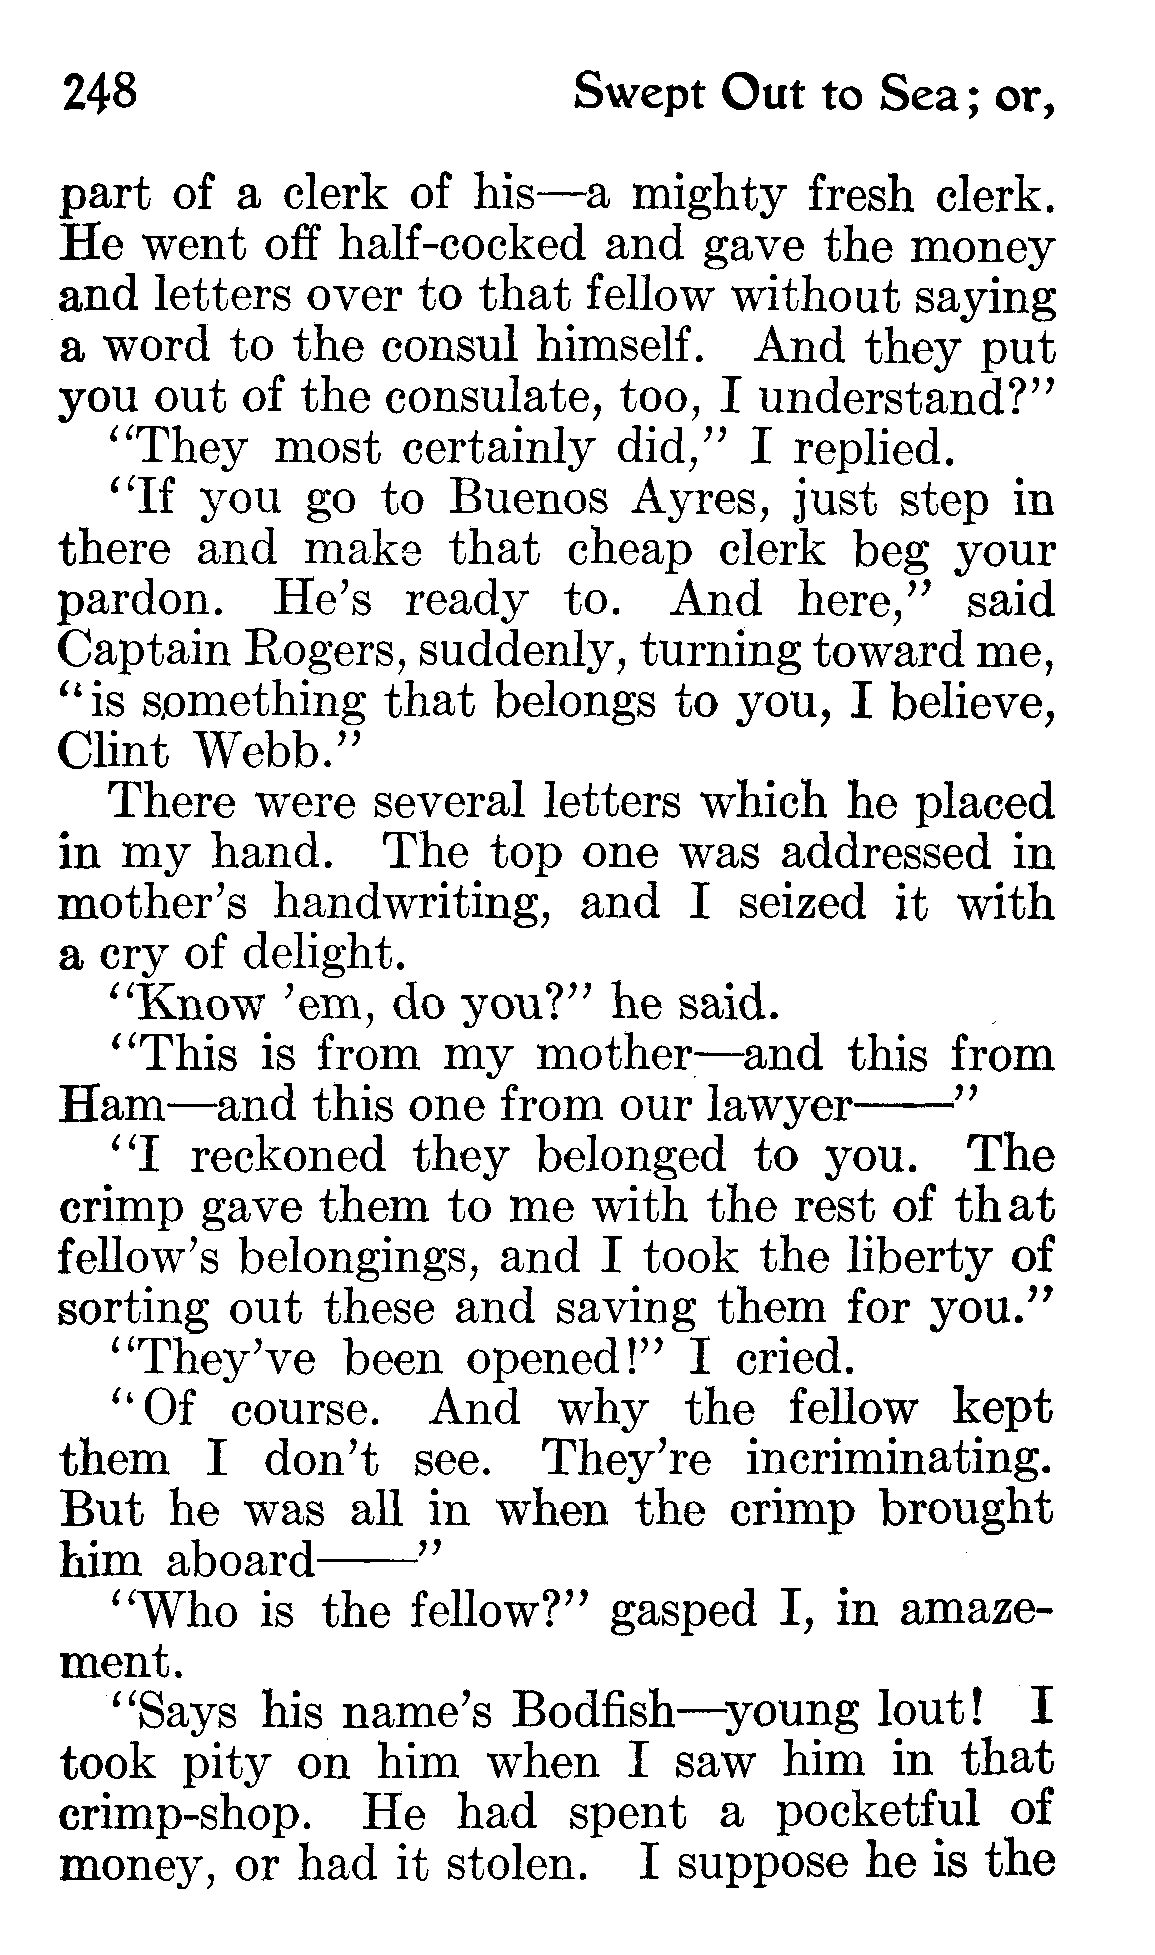 248 Swept Out to Sea; or,
part of a clerk of his—a mighty fresh clerk.
He went off half-cocked and gave the money
and letters over to that fellow without saying
a word to the consul himself. And they put
you out of the consulate, too, I understand?”
“They most certainly did,” I replied.
“If you go to Buenos Ayres, just step in
there and make that cheap clerk beg your
pardon. He’s ready to. And here,” said
Captain Rogers, suddenly, turning toward me,
“is something that belongs to you, I believe,
Clint Webb.”
There were several letters which he placed
in my hand. The top one was addressed in
mother’s handwriting, and I seized it with
a cry of delight.
“Know ’em, do you?” he said.
“This is from my mother—and this from
Ham—and this one from our lawyer——”
“I reckoned they belonged to you. The
crimp gave them to me with the rest of that
fellow’s belongings, and I took the liberty of
sorting out these and saving them for you.”
“They’ve been opened!” I cried.
“Of course. And why the fellow kept
them I don’t see. They’re incriminating.
But he was all in when the crimp brought
him aboard——”
“Who is the fellow?” gasped I, in amaze-
ment.
“Says his name’s Bodfish—young lout! I
took pity on him when I saw him in that
crimp-shop. He had spent a pocketful of
money, or had it stolen. I suppose he is the